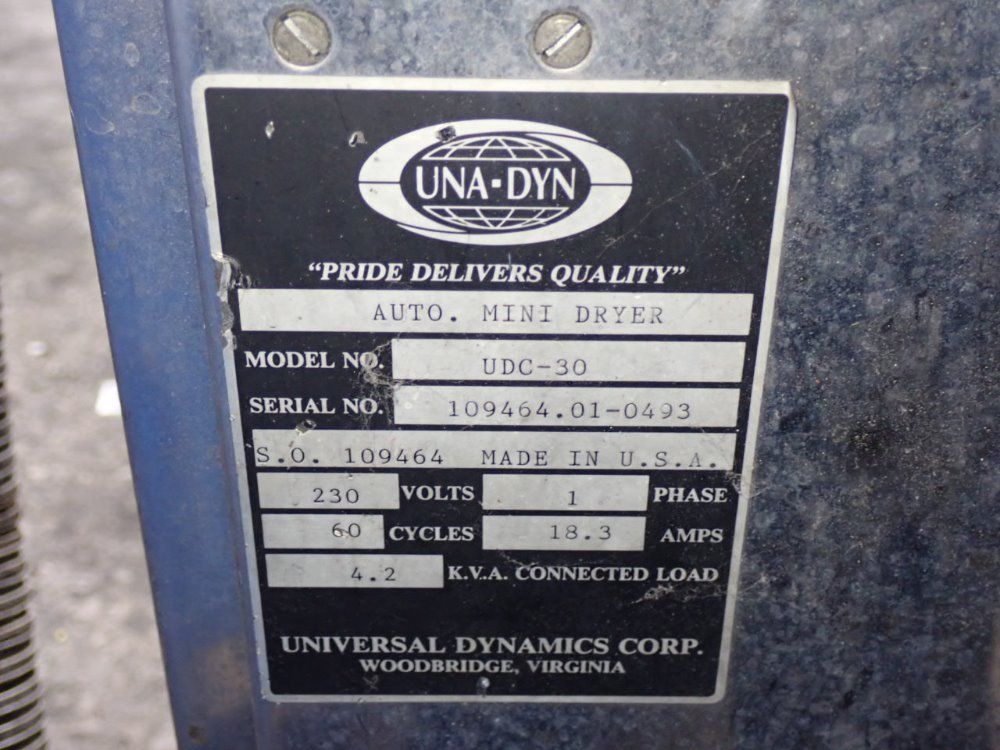 UNA-DYN
"PRIDE DELIVERS QUALITY"
AUTO. MINI DRYER
MODEL NO. UDC-30
SERIAL NO. 109464.01-0493
S.O. 109464 MADE IN U.S.A.
230 VOLTS 1 PHASE
60 CYCLES 18.3 AMPS
4.2 K.V.A. CONNECTED LOAD
UNIVERSAL DYNAMICS CORP.
WOODBRIDGE, VIRGINIA